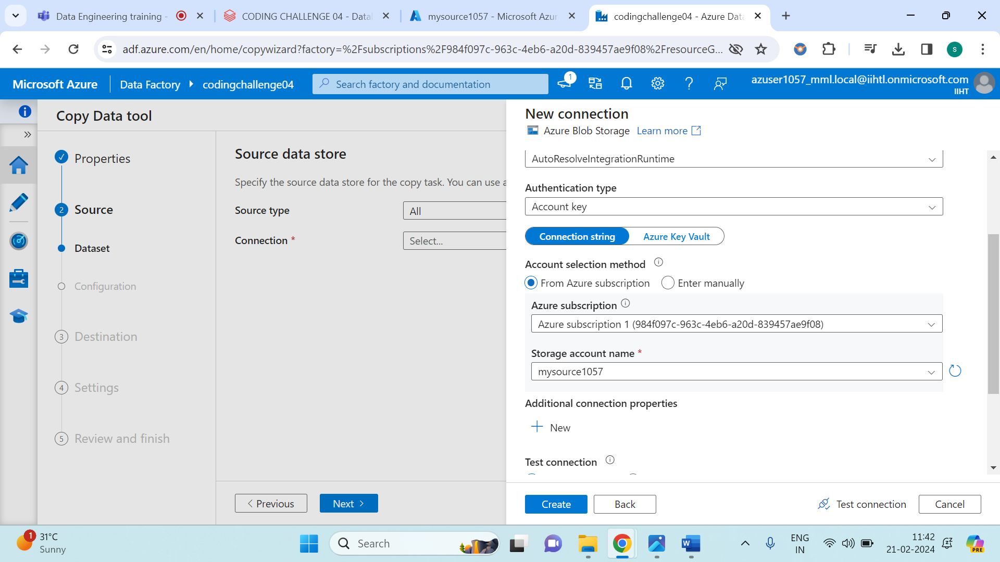 Data Engineering training -
CODING CHALLENGE 04 - Data
mysource1057 - Microsoft Azur
codingchallenge04 - Azure Data
adf.azure.com/en/home/copywizard?factory=%2Fsubscriptions%2F984f097c-963c-4eb6-a20d-839457ae9f08%2FresourceG...
S
Microsoft Azure
Data Factory
codingchallenge04
Search factory and documentation
1
azuser1057_mml.local@iihtl.onmicrosoft.com
IIHT
Copy Data tool
Properties
2
Source
Dataset
Configuration
3
Destination
4
Settings
5
Review and finish
Source data store
Specify the source data store for the copy task. You can use a
Source type
All
Connection *
Select...
Previous
Next
New connection
Azure Blob Storage Learn more
AutoResolveIntegrationRuntime
Authentication type
Account key
Connection string
Azure Key Vault
Account selection method
From Azure subscription
Enter manually
Azure subscription
Azure subscription 1 (984f097c-963c-4eb6-a20d-839457ae9f08)
Storage account name *
mysource1057
Additional connection properties
New
Test connection
Create
Back
Test connection
Cancel
1
31°C
Sunny
Search
W
ENG
IN
11:42
21-02-2024
PRE